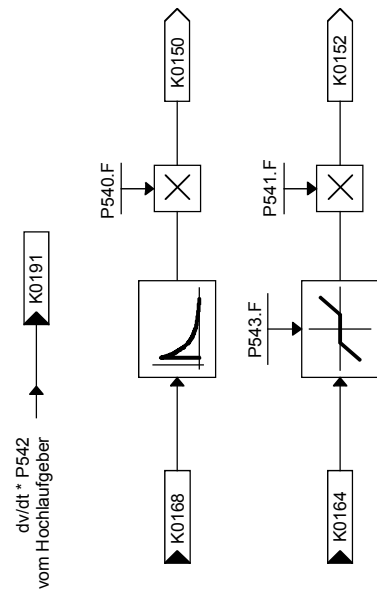 dv/dt * P542
vom Hochlaufgeber
K0191
K0168
P540.F
K0150
K0164
P543.F
P541.F
K0152